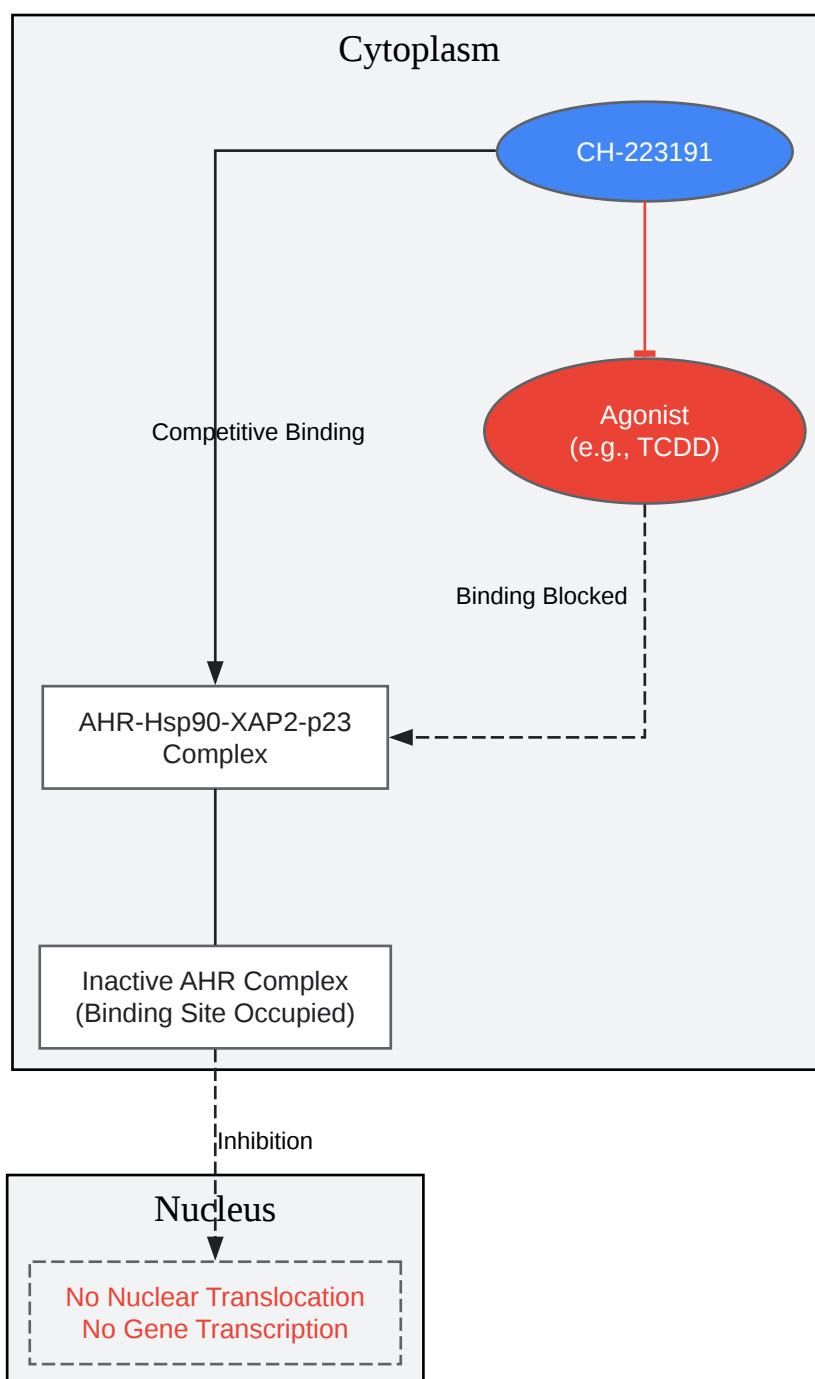 Cytoplasm
CH-223191
Agonist
(e.g., TCDD)
Competitive Binding
Binding Blocked
AHR-Hsp90-XAP2-p23
Complex
Inactive AHR Complex
(Binding Site Occupied)
Inhibition
Nucleus
No Nuclear Translocation
No Gene Transcription